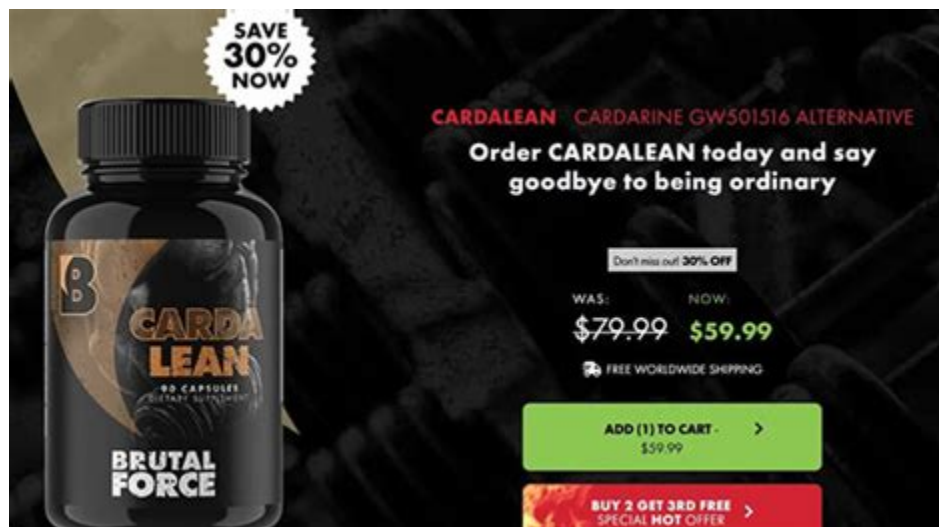 SAVE
30%
NOW
B
CARDA
LEAN
90 CAPSULES
DIETARY SUPPLEMENT
BRUTAL
FORCE
CARDALEAN CARDARINE GW501516 ALTERNATIVE
Order CARDALEAN today and say
goodbye to being ordinary
Don't miss out! 30% OFF
WAS: NOW:
$79.99 $59.99
FREE WORLDWIDE SHIPPING
ADD (1) TO CART -
$59.99
BUY 2 GET 3RD FREE
SPECIAL HOT OFFER